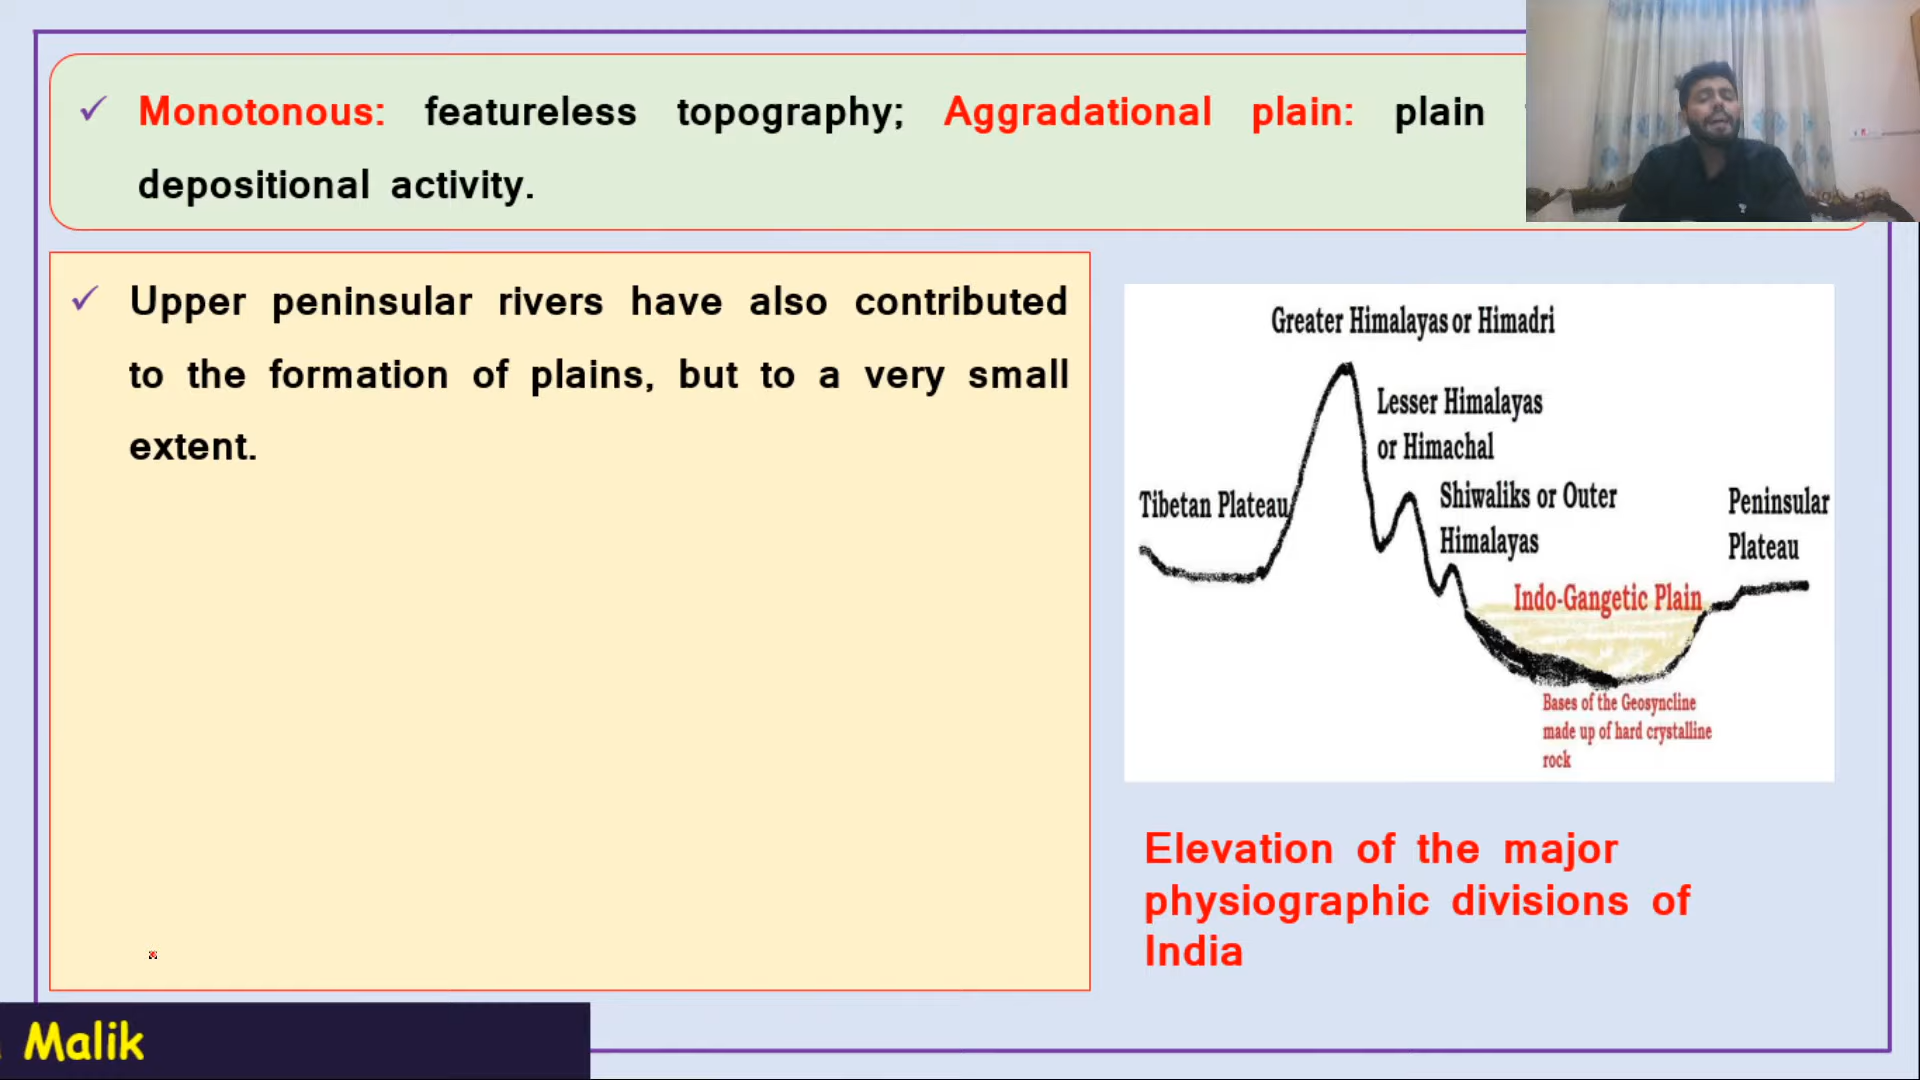 Monotonous: featureless topography; Aggradational plain: plain
depositional activity.
Upper peninsular rivers have also contributed
to the formation of plains, but to a very small
extent.
Greater Himalayas or Himadri
Lesser Himalayas
or Himachal
Tibetan Plateau
Shiwaliks or Outer
Himalayas
Peninsular
Plateau
Indo-Gangetic Plain
Bases of the Geosyncline
made up of hard crystalline
rock
Elevation of the major
physiographic divisions of
India
Malik